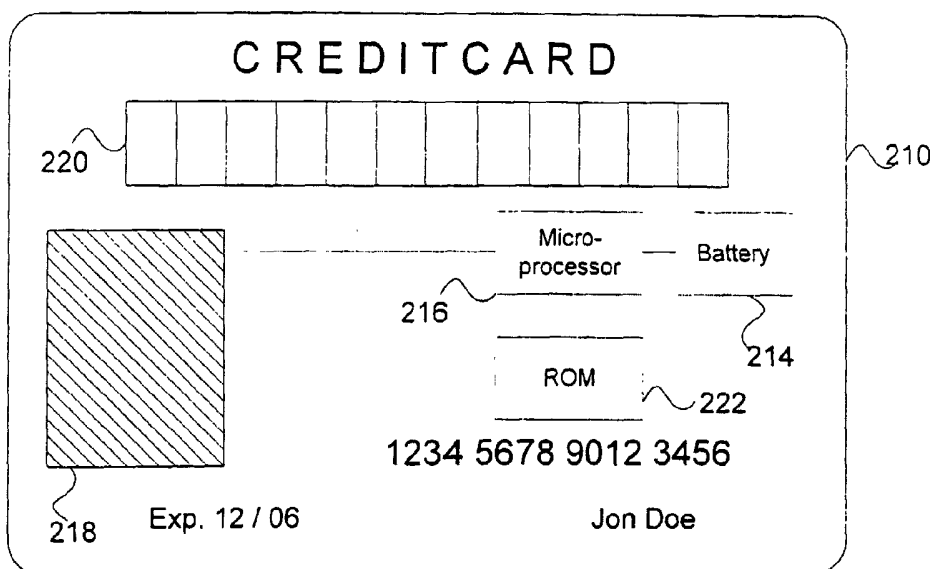 CREDITCARD
220
210
Micro-
processor
Battery
216
214
ROM
222
1234 5678 9012 3456
218
Exp. 12 / 06
Jon Doe